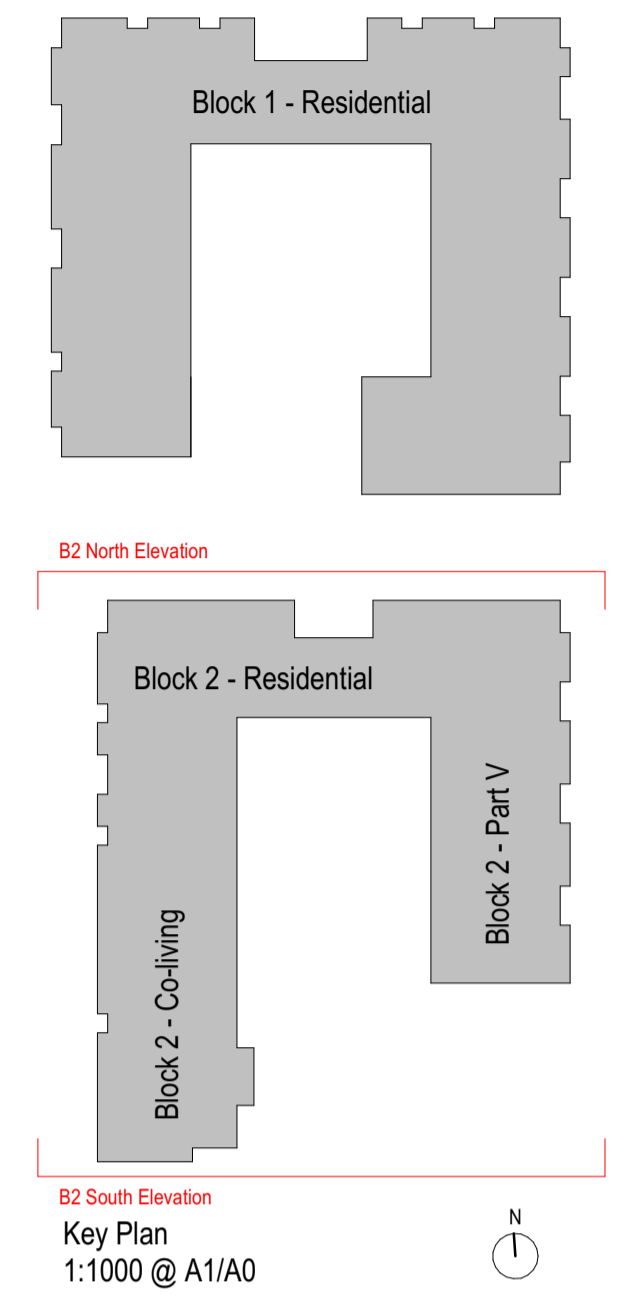 Block 1 - Residential
B2 North Elevation
Block 2 - Residential
Block 2 - Part V
Block 2 - Co-living
B2 South Elevation
Key Plan
1:1000 @ A1/A0
N